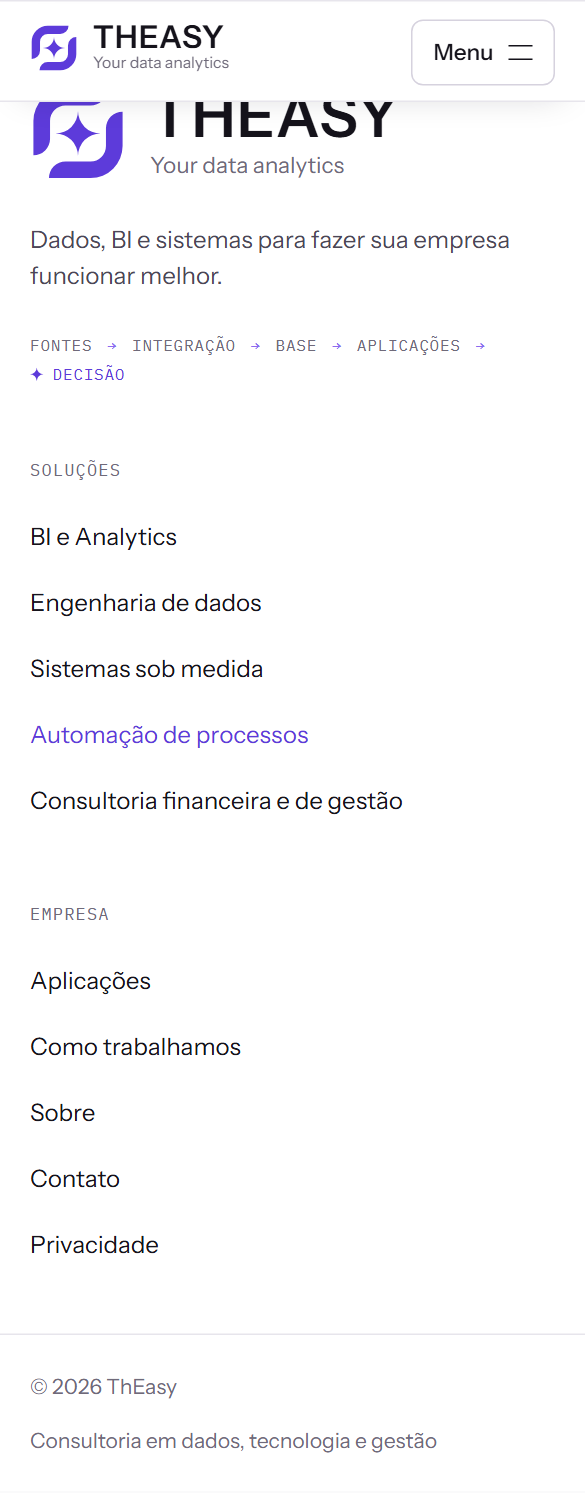 THEASY
Your data analytics
Menu
THEASY
Your data analytics
Dados, BI e sistemas para fazer sua empresa
funcionar melhor.
FONTES → INTEGRAÇÃO → BASE → APLICAÇÕES →
✦ DECISÃO
SOLUÇÕES
BI e Analytics
Engenharia de dados
Sistemas sob medida
Automação de processos
Consultoria financeira e de gestão
EMPRESA
Aplicações
Como trabalhamos
Sobre
Contato
Privacidade
© 2026 ThEasy
Consultoria em dados, tecnologia e gestão